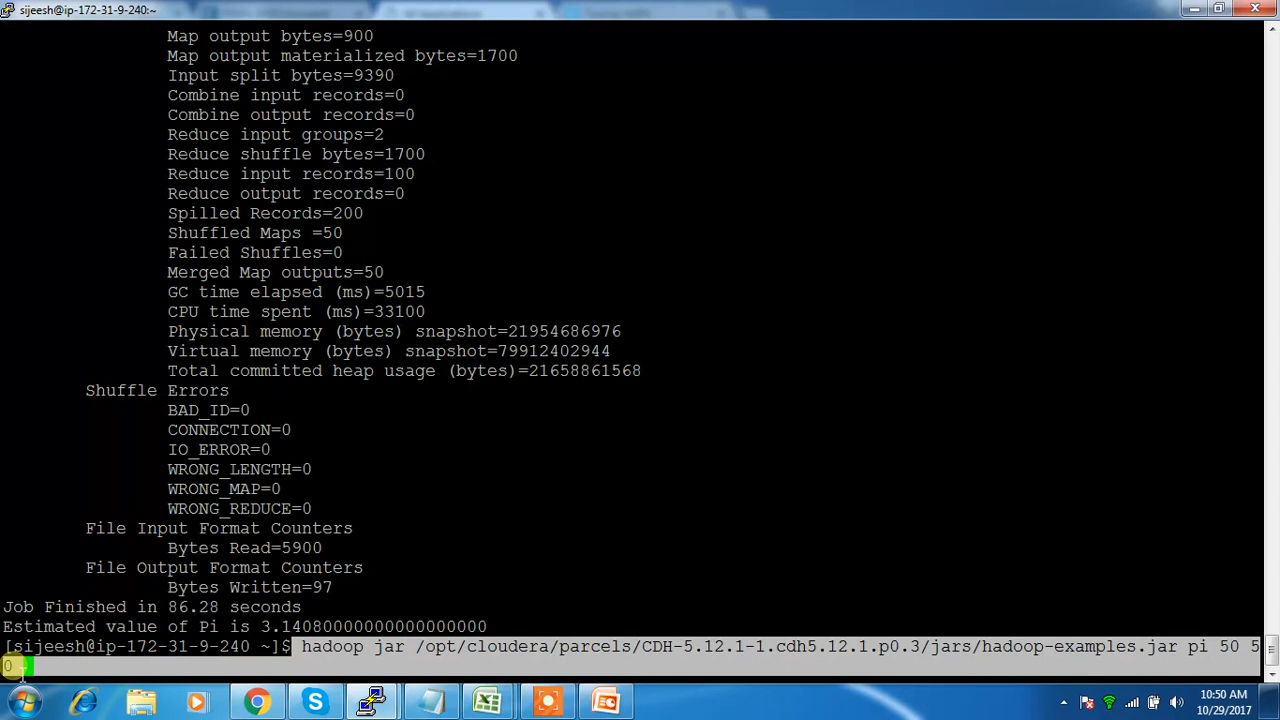 sijeesh@ip-172-31-9-240:~
Map output bytes=900
Map output materialized bytes=1700
Input split bytes=9390
Combine input records=0
Combine output records=0
Reduce input groups=2
Reduce shuffle bytes=1700
Reduce input records=100
Reduce output records=0
Spilled Records=200
Shuffled Maps =50
Failed Shuffles=0
Merged Map outputs=50
GC time elapsed (ms)=5015
CPU time spent (ms)=33100
Physical memory (bytes) snapshot=21954686976
Virtual memory (bytes) snapshot=79912402944
Total committed heap usage (bytes)=21658861568
Shuffle Errors
BAD_ID=0
CONNECTION=0
IO_ERROR=0
WRONG_LENGTH=0
WRONG_MAP=0
WRONG_REDUCE=0
File Input Format Counters
Bytes Read=5900
File Output Format Counters
Bytes Written=97
Job Finished in 86.28 seconds
Estimated value of Pi is 3.14080000000000000000
[sijeesh@ip-172-31-9-240 ~]$ hadoop jar /opt/cloudera/parcels/CDH-5.12.1-1.cdh5.12.1.p0.3/jars/hadoop-examples.jar pi 50 5
0
10:50 AM
10/29/2017